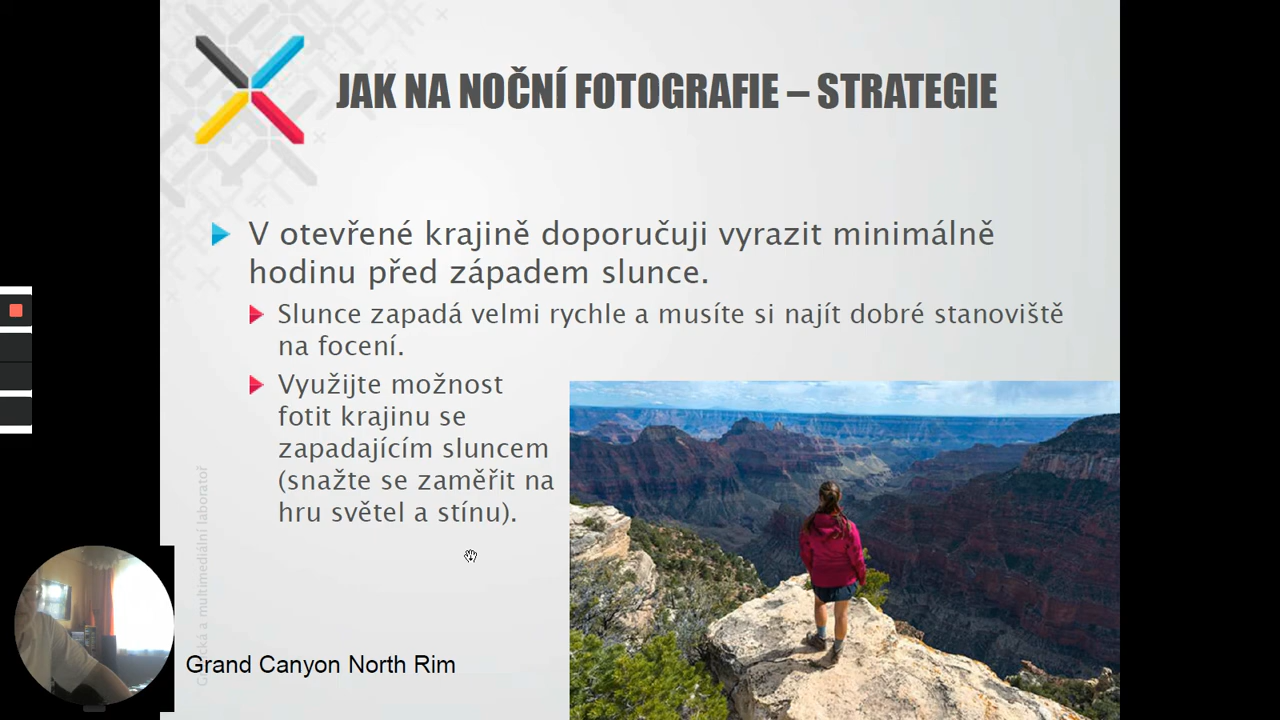 JAK NA NOČNÍ FOTOGRAFIE – STRATEGIE
V otevřené krajině doporučuji vyrazit minimálně
hodinu před západem slunce.
Slunce zapadá velmi rychle a musíte si najít dobré stanoviště
na focení.
Využijte možnost
fotit krajinu se
zapadajícím sluncem
(snažte se zaměřit na
hru světel a stínu).
a multimediální laboratoř
Grand Canyon North Rim